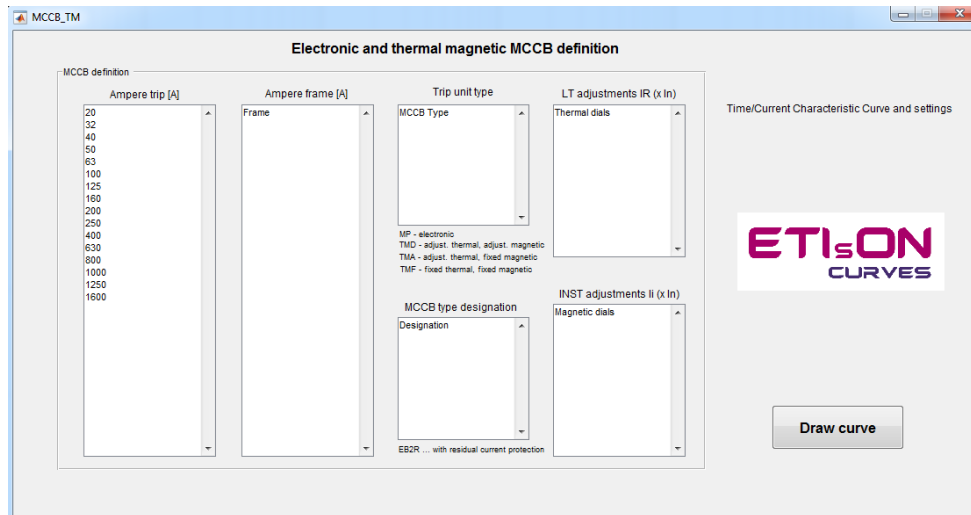 MCCB_TM
Electronic and thermal magnetic MCCB definition
MCCB definition
Ampere trip [A]
20
32
40
50
63
100
125
160
200
250
400
630
800
1000
1250
1600
Ampere frame [A]
Frame
Trip unit type
MCCB Type
MP - electronic
TMD - adjust. thermal, adjust. magnetic
TMA - adjust. thermal, fixed magnetic
TMF - fixed thermal, fixed magnetic
MCCB type designation
Designation
EB2R ... with residual current protection
LT adjustments IR (x In)
Thermal dials
INST adjustments Ii (x In)
Magnetic dials
Time/Current Characteristic Curve and settings
ETIsON
CURVES
Draw curve